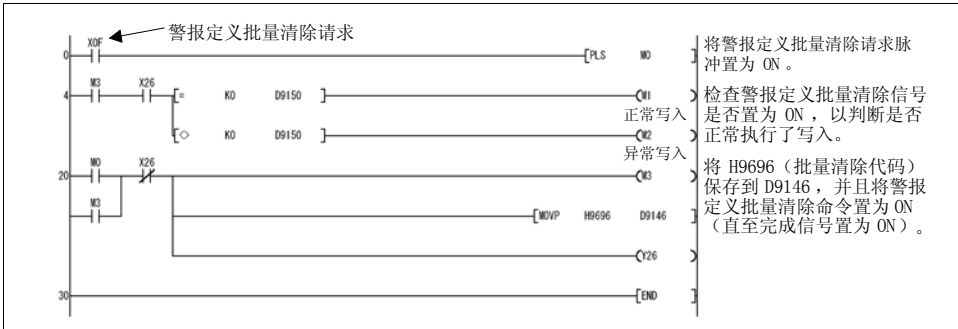 X0F
警报定义批量清除请求
0
[PLS M0 ]
将警报定义批量清除请求脉
冲置为 ON 。
M3 X26
4
[= K0 D9150 ]
(M1 )
正常写入
[<> K0 D9150 ]
(M2 )
异常写入
检查警报定义批量清除信号
是否置为 ON ，以判断是否
正常执行了写入。
M0 X26
20
(M3 )
M3
[MOVP H9696 D9146 ]
(Y26 )
将 H9696（批量清除代码）
保存到 D9146，并且将警报
定义批量清除命令置为 ON
（直至完成信号置为 ON）。
30
[END ]